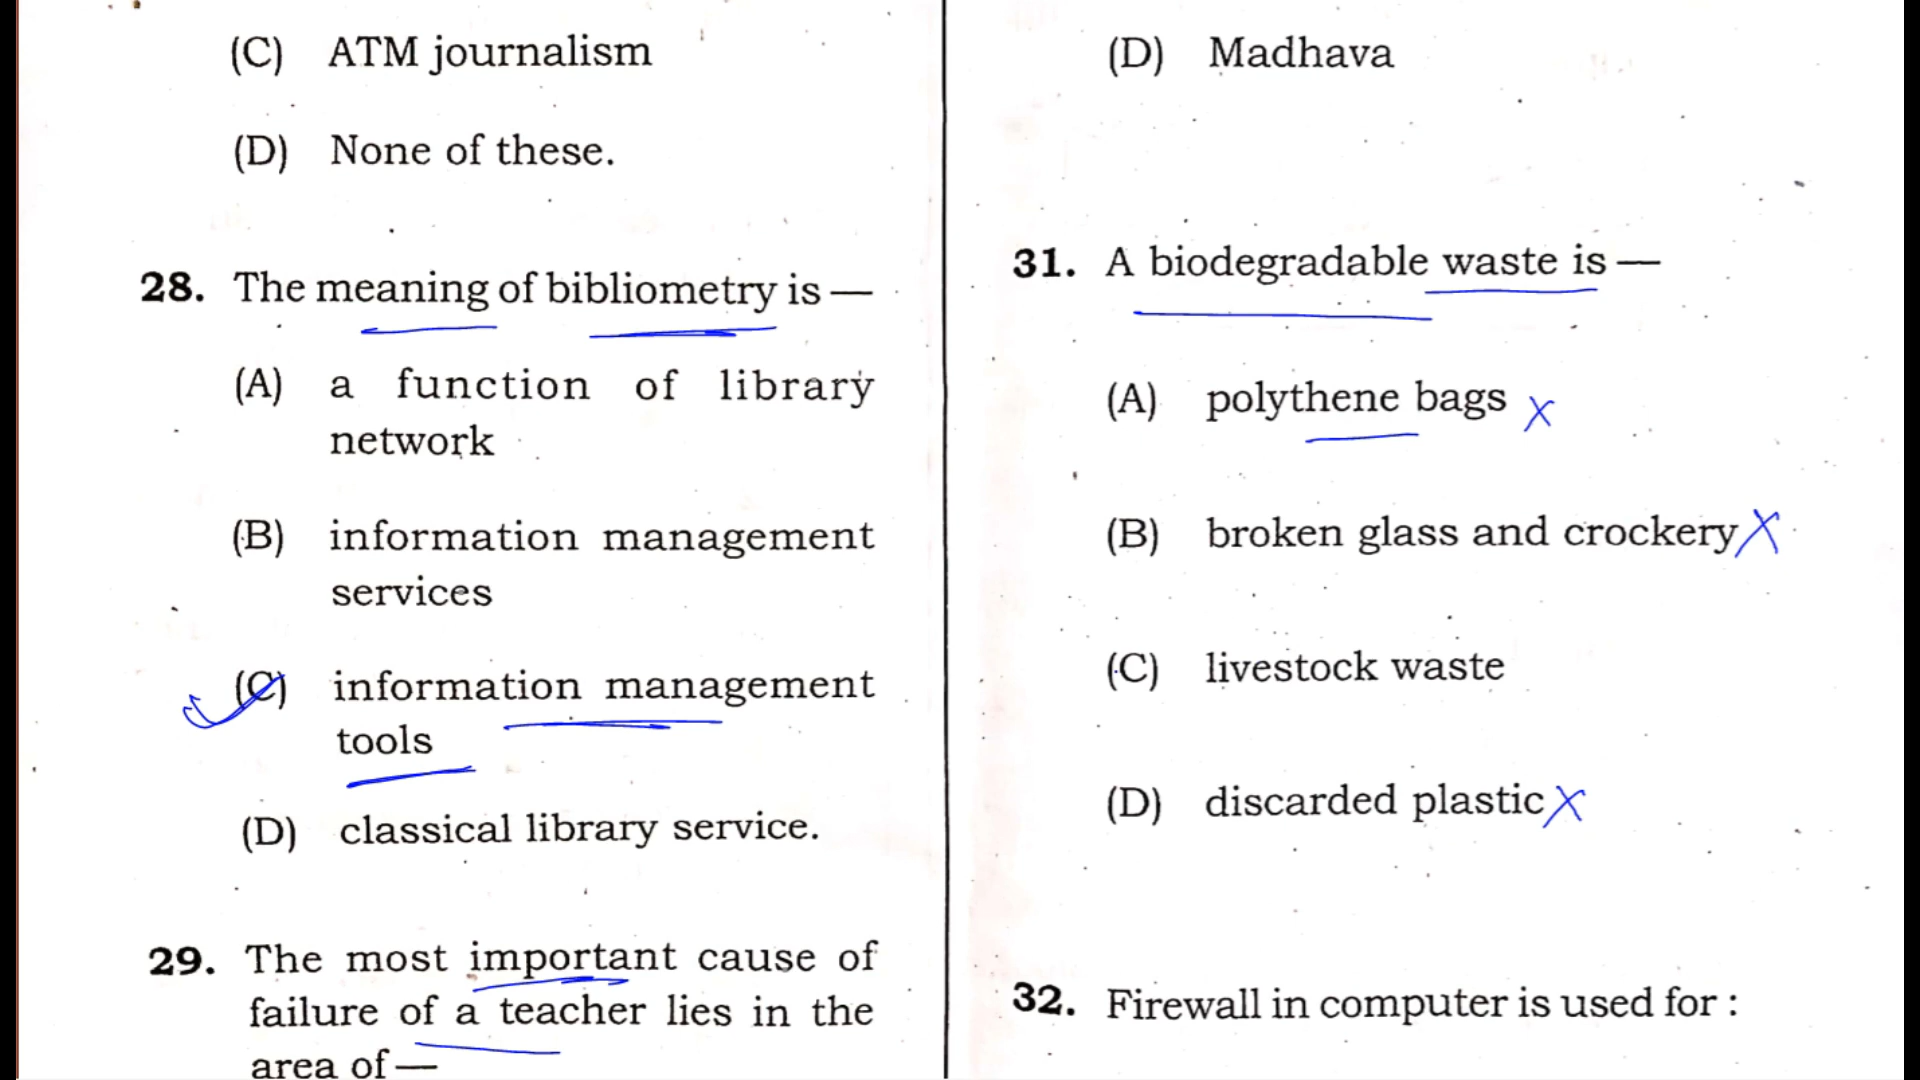 (C) ATM journalism
(D) None of these.
28. The meaning of bibliometry is —
(A) a function of library
network
(B) information management
services
(C) information management
tools
(D) classical library service.
29. The most important cause of
failure of a teacher lies in the
area of —
(D) Madhava
31. A biodegradable waste is —
(A) polythene bags
(B) broken glass and crockery
(C) livestock waste
(D) discarded plastic
32. Firewall in computer is used for :